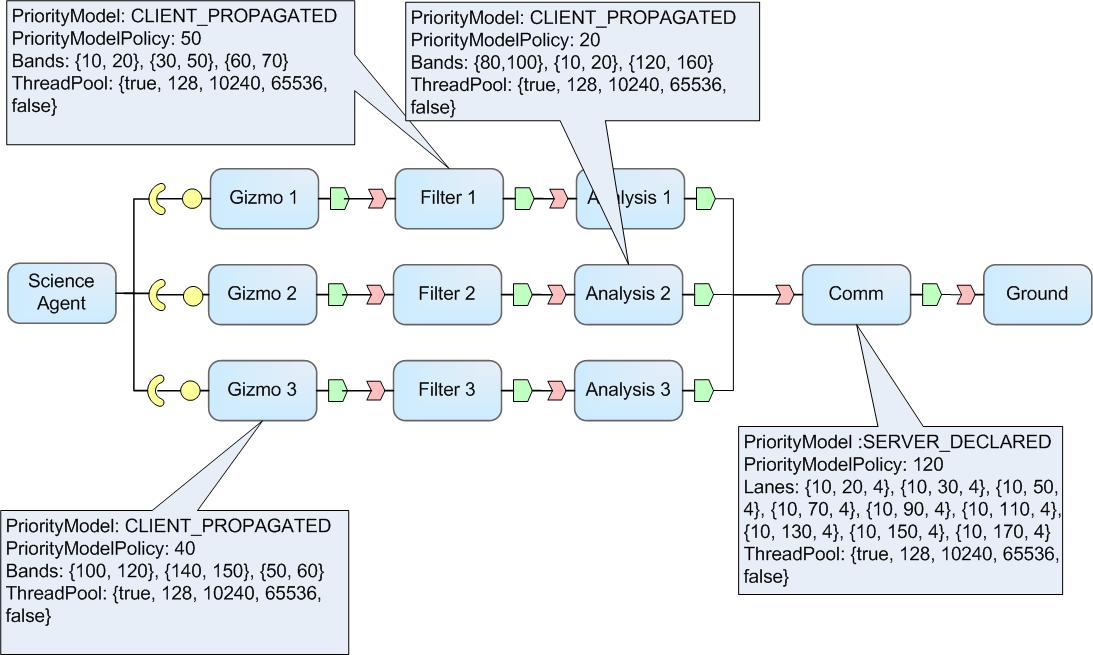 PriorityModel: CLIENT_PROPAGATED
PriorityModelPolicy: 50
Bands: {10, 20}, {30, 50}, {60, 70}
ThreadPool: {true, 128, 10240, 65536,
false}
PriorityModel: CLIENT_PROPAGATED
PriorityModelPolicy: 20
Bands: {80,100}, {10, 20}, {120, 160}
ThreadPool: {true, 128, 10240, 65536,
false}
Gizmo 1
Filter 1
Analysis 1
Science
Agent
Gizmo 2
Filter 2
Analysis 2
Comm
Ground
Gizmo 3
Filter 3
Analysis 3
PriorityModel: CLIENT_PROPAGATED
PriorityModelPolicy: 40
Bands: {100, 120}, {140, 150}, {50, 60}
ThreadPool: {true, 128, 10240, 65536,
false}
PriorityModel :SERVER_DECLARED
PriorityModelPolicy: 120
Lanes: {10, 20, 4}, {10, 30, 4}, {10, 50,
4}, {10, 70, 4}, {10, 90, 4}, {10, 110, 4},
{10, 130, 4}, {10, 150, 4}, {10, 170, 4}
ThreadPool: {true, 128, 10240, 65536,
false}